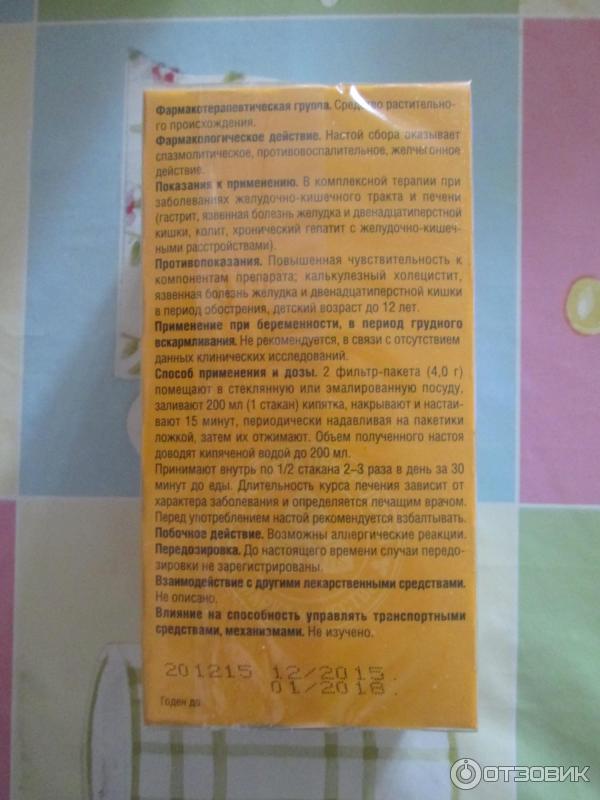 Фармакотерапевтическая группа. Средство растительно-
го происхождения.
Фармакологическое действие. Настой сбора оказывает
спазмолитическое, противовоспалительное, желчегонное
действие.
Показания к применению. В комплексной терапии при
заболеваниях желудочно-кишечного тракта и печени
(гастрит, язвенная болезнь желудка и двенадцатиперстной
кишки, колит, хронический гепатит с желудочно-кишеч-
ными расстройствами).
Противопоказания. Повышенная чувствительность к
компонентам препарата; калькулезный холецистит,
язвенная болезнь желудка и двенадцатиперстной кишки
в период обострения, детский возраст до 12 лет.
Применение при беременности, в период грудного
вскармливания. Не рекомендуется, в связи с отсутствием
данных клинических исследований.
Способ применения и дозы. 2 фильтр-пакета (4,0 г)
помещают в стеклянную или эмалированную посуду,
заливают 200 мл (1 стакан) кипятка, накрывают и настаи-
вают 15 минут, периодически надавливая на пакетики
ложкой, затем их отжимают. Объем полученного настоя
доводят кипяченой водой до 200 мл.
Принимают внутрь по 1/2 стакана 2–3 раза в день за 30
минут до еды. Длительность курса лечения зависит от
характера заболевания и определяется лечащим врачом.
Перед употреблением настой рекомендуется взбалтывать.
Побочное действие. Возможны аллергические реакции.
Передозировка. До настоящего времени случаи передо-
зировки не зарегистрированы.
Взаимодействие с другими лекарственными средствами.
Не описано.
Влияние на способность управлять транспортными
средствами, механизмами. Не изучено.
201215 12/2015
01/2018
Годен до
ОТЗОВИК